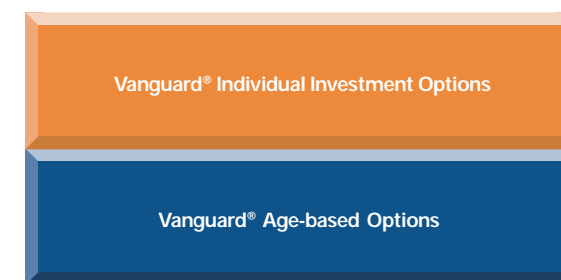 Vanguard® Individual Investment Options
Vanguard® Age-based Options